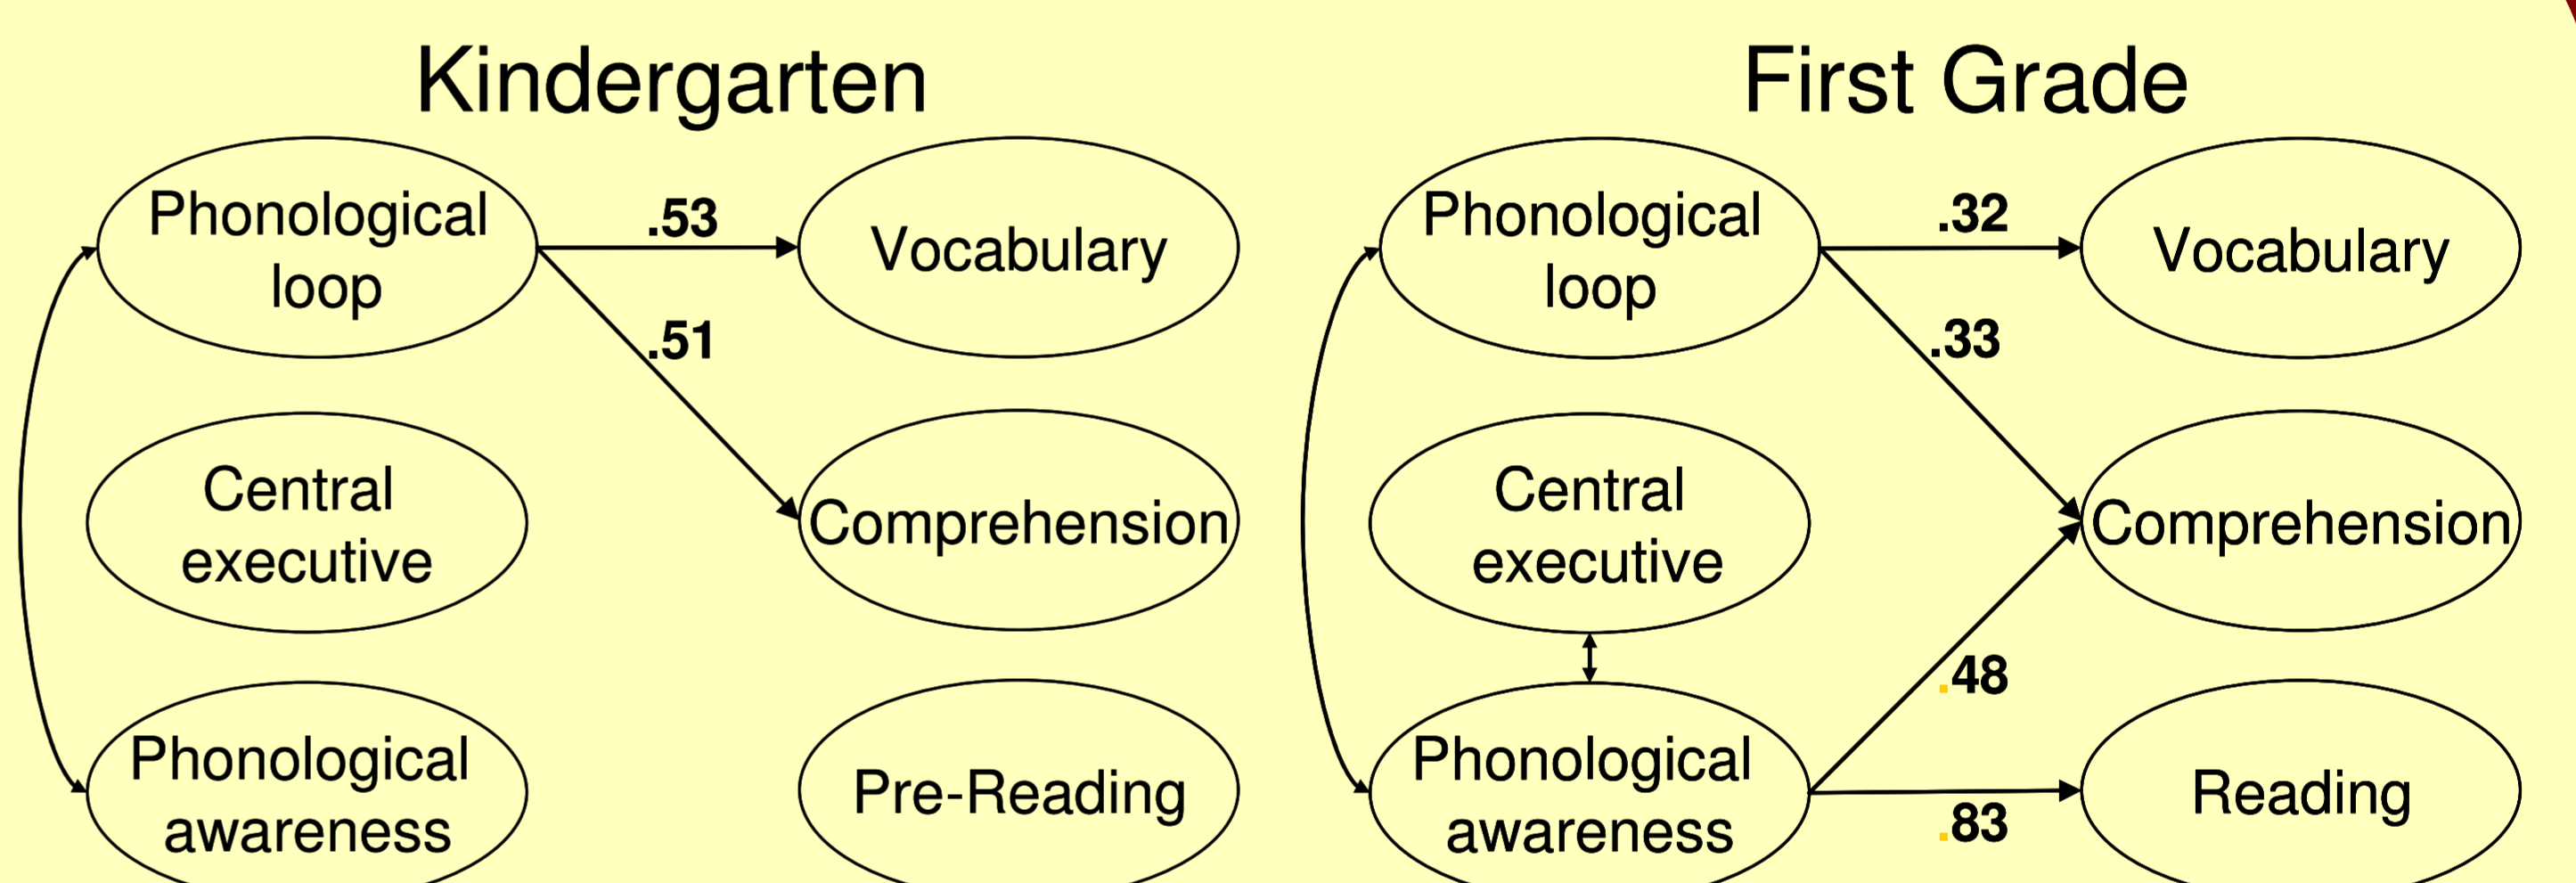 Kindergarten
Phonological
loop
.53
Vocabulary
.51
Central
executive
Comprehension
Phonological
awareness
Pre-Reading
First Grade
Phonological
loop
.32
Vocabulary
.33
Central
executive
Comprehension
.48
Phonological
awareness
Reading
.83